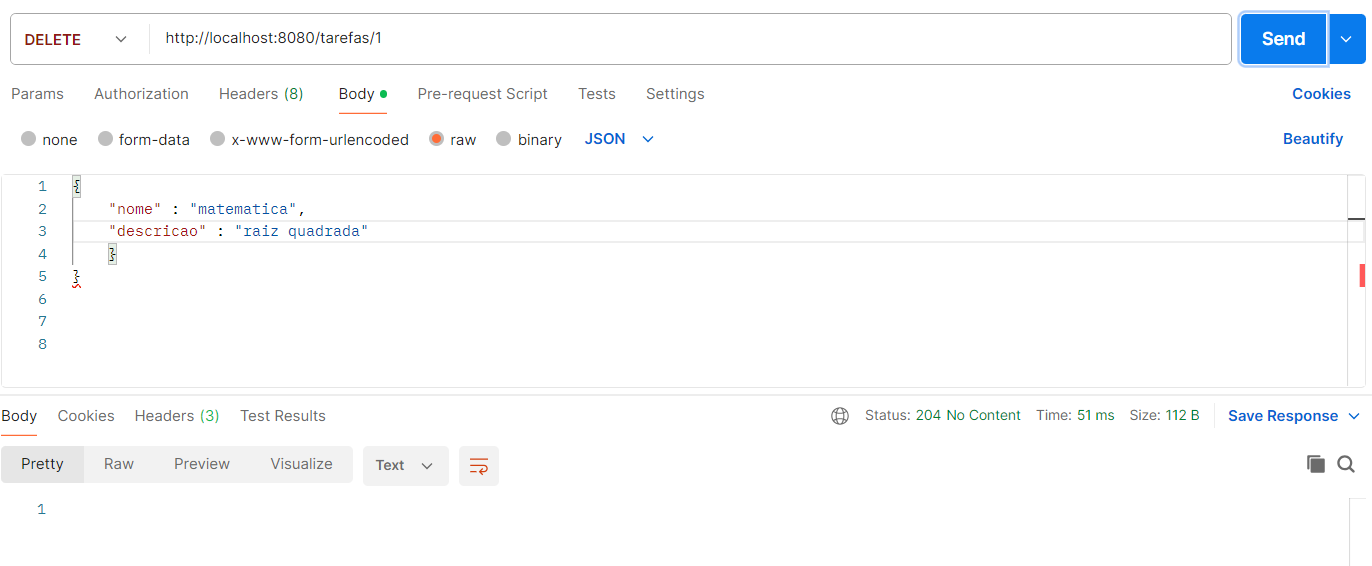 DELETE http://localhost:8080/tarefas/1 Send
Params Authorization Headers (8) Body Pre-request Script Tests Settings Cookies
none form-data x-www-form-urlencoded raw binary JSON Beautify
1 {
2 "nome" : "matematica",
3 "descricao" : "raiz quadrada"
4 }
5 }
6
7
8
Body Cookies Headers (3) Test Results Status: 204 No Content Time: 51 ms Size: 112 B Save Response
Pretty Raw Preview Visualize Text
1